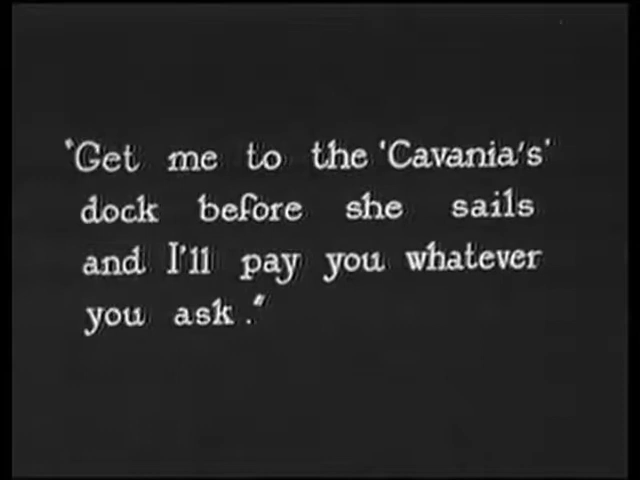 "Get me to the 'Cavania's'
dock before she sails
and I'll pay you whatever
you ask."